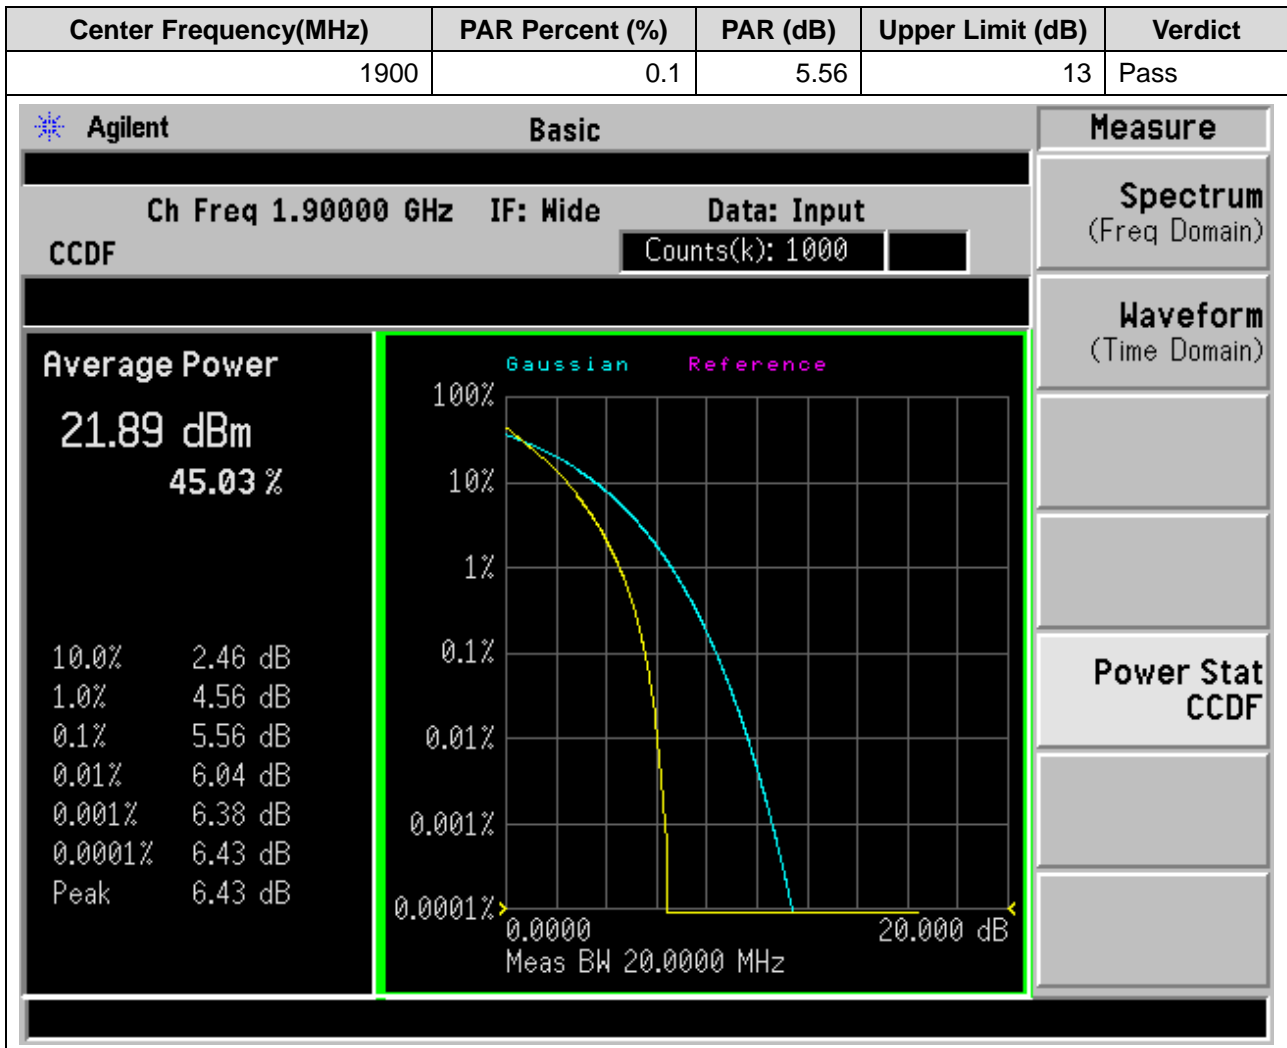 Center Frequency(MHz) PAR Percent (%) PAR (dB) Upper Limit (dB) Verdict
1900 0.1 5.56 13 Pass
Agilent Basic Measure
Ch Freq 1.90000 GHz IF: Wide Data: Input
CCDF Counts(k): 1000
Spectrum
(Freq Domain)
Waveform
(Time Domain)
Power Stat
CCDF
Average Power
21.89 dBm
45.03 %
10.0% 2.46 dB
1.0% 4.56 dB
0.1% 5.56 dB
0.01% 6.04 dB
0.001% 6.38 dB
0.0001% 6.43 dB
Peak 6.43 dB
Gaussian Reference
100%
10%
1%
0.1%
0.01%
0.001%
0.0001%
0.0000 20.000 dB
Meas BW 20.0000 MHz